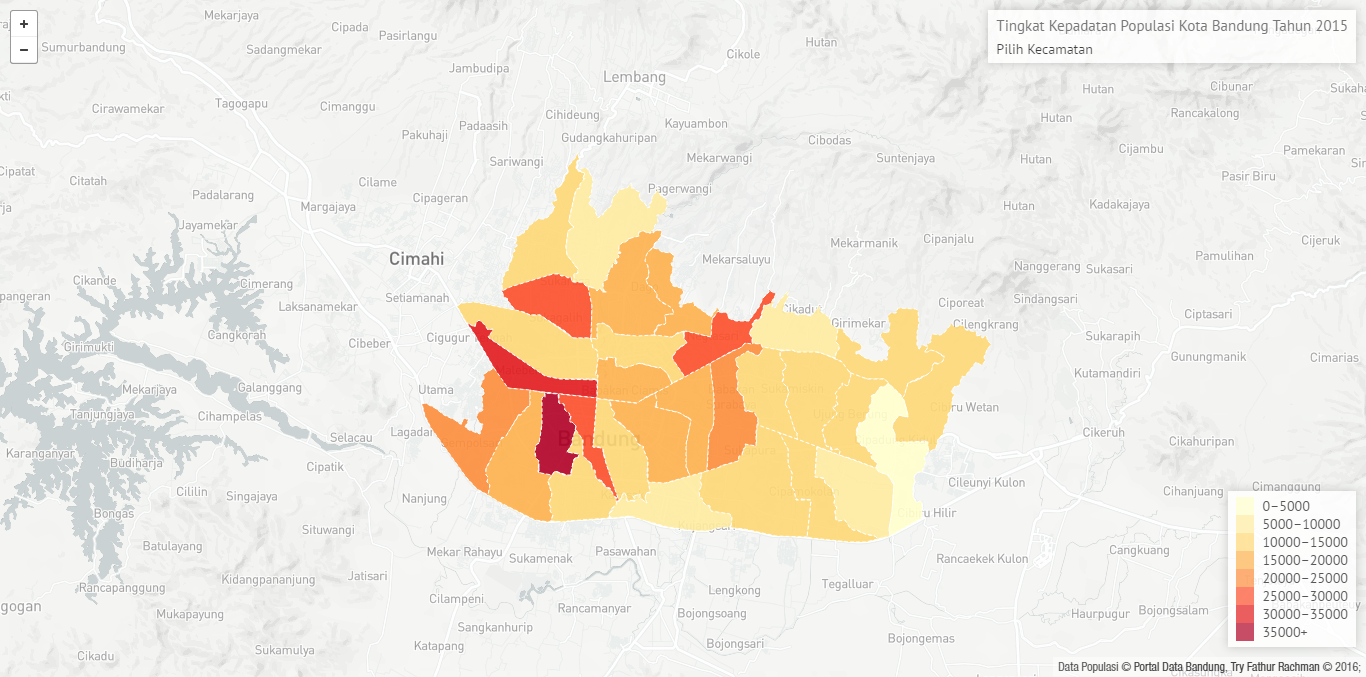 +
−
Tingkat Kepadatan Populasi Kota Bandung Tahun 2015
Pilih Kecamatan
Mekarjaya
Cipada
Pasirlangu
Sumurbandung
Sadangmekar
Hutan
Cikole
Jambudipa
Lembang
Hutan
Cibunar
Cirawamekar
Tagogapu
Cimanggu
Cihideung
Rancakalong
Padaasih
Kayuambon
Hutan
Pakuhaji
Gudangkahuripan
Cibodas
Cijambu
Pamekaran
Sariwangi
Mekarwangi
Suntenjaya
Hutan
Cipatat
Citatah
Cilame
Pasir Biru
Padalarang
Cipageran
Pagerwangi
Margajaya
Hutan
Kadakajaya
Jayamekar
Mekarmanik
Cipanjalu
Cijeruk
Cimahi
Mekarsaluyu
Pamulihan
Nanggerang
Sukasari
Cikande
Cimerang
Setiamanah
Laksanamekar
Cikadut
Ciporeat
Sindangsari
Ciptasari
Girimekar
Cilengkrang
Cangkorah
Cigugur
Sukarapih
Girimukti
Cibeber
Gunungmanik
Cimarias
Kutamandiri
Mekarjaya
Galanggang
Utama
Tanjungjaya
Cihampelas
Cibiru Wetan
Selacau
Lagadar
Bandung
Cikeruh
Cikahuripan
Karanganyar
Budiharja
Cipatik
Cililin
Singajaya
Nanjung
Cileunyi Kulon
Cimanggung
Cihanjuang
Bongas
Situwangi
Cibiru Hilir
Batulayang
Mekar Rahayu
Sukamenak
Pasawahan
Rancaekek Kulon
Cangkuang
Rancapanggung
Kidangpananjung
Jatisari
Tegalluar
Lengkong
Cilampeni
Rancamanyar
Mukapayung
Bojongsoang
Haurpugur
Bojongsalam
Sangkanhurip
Cikadu
Sukamulya
Katapang
Bojongsari
Bojongemas
0–5000
5000–10000
10000–15000
15000–20000
20000–25000
25000–30000
30000–35000
35000+
Data Populasi © Portal Data Bandung, Try Fathur Rachman © 2016;